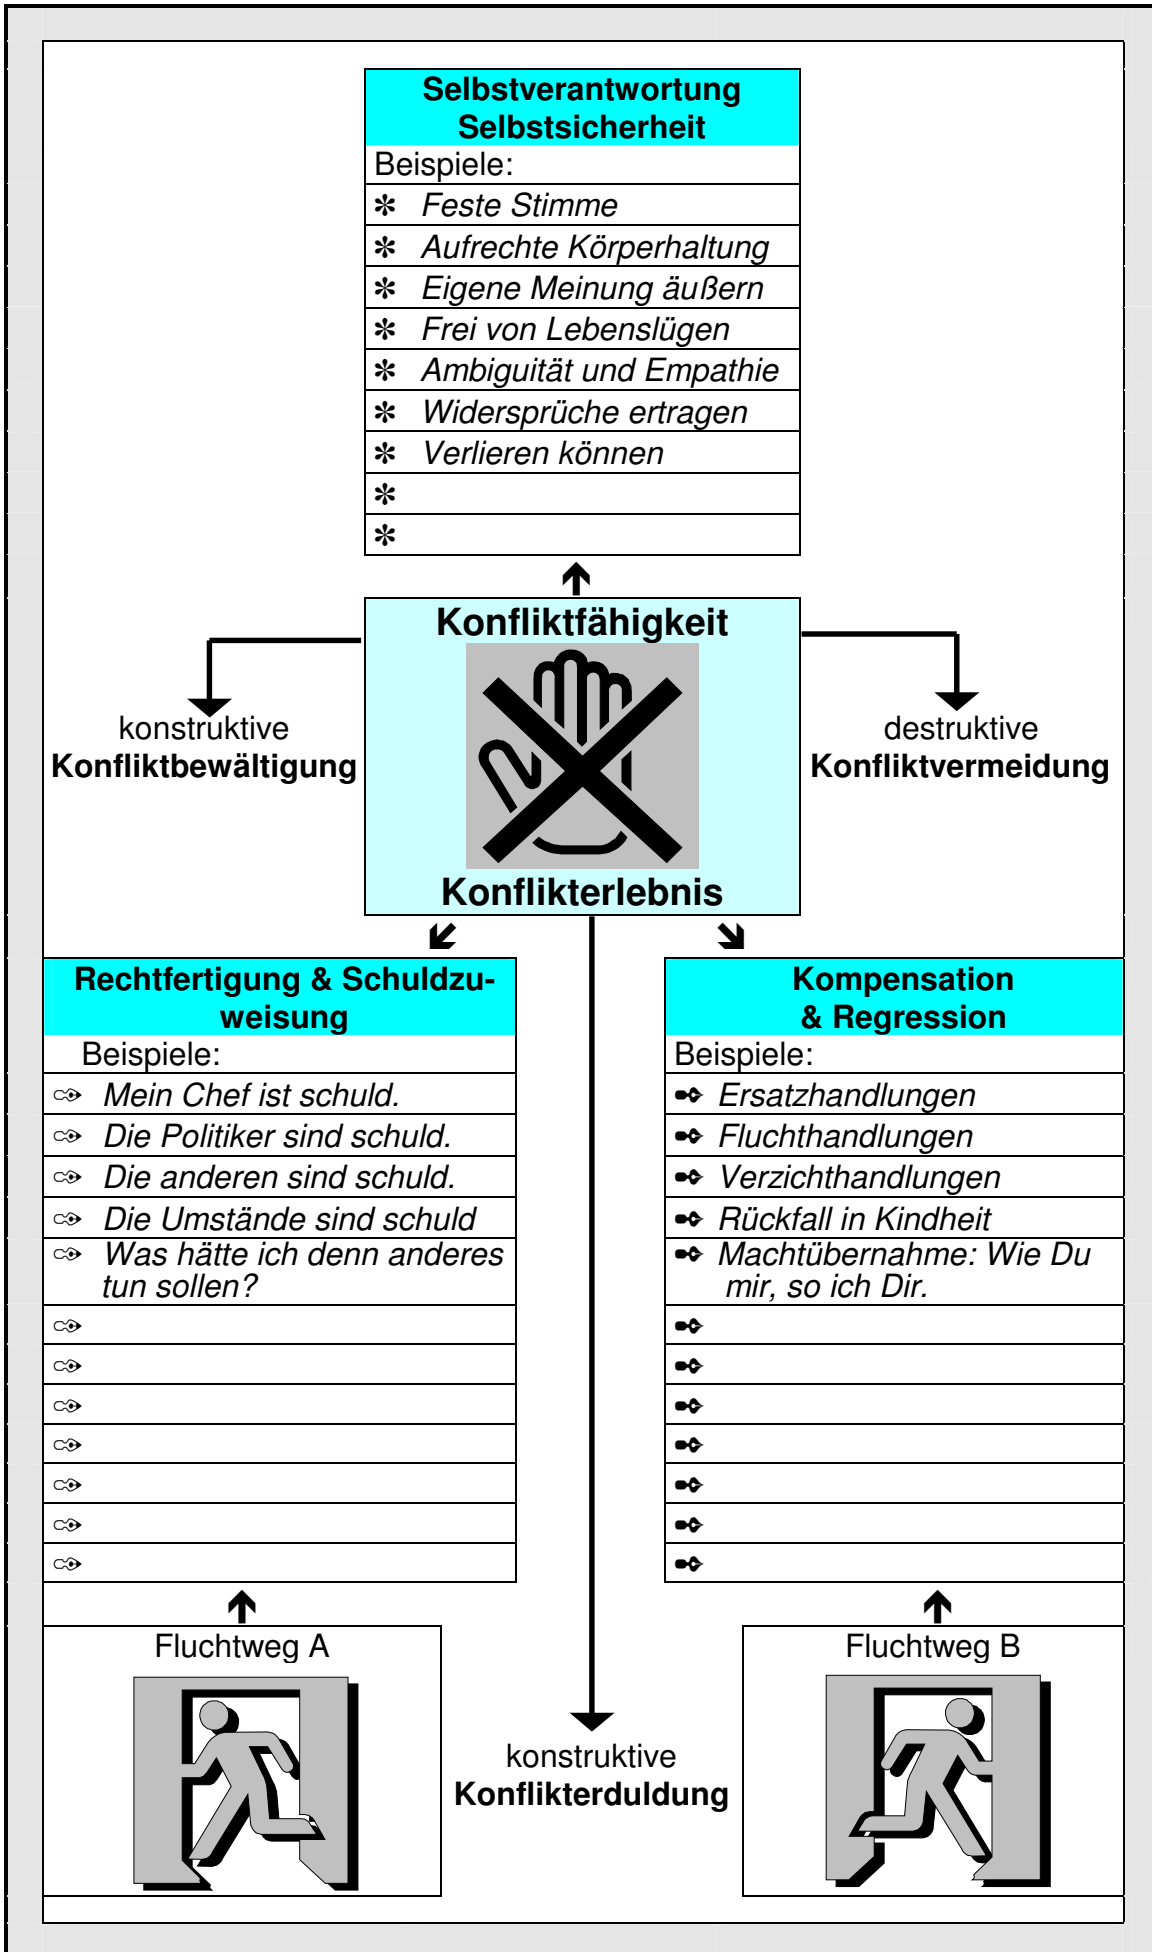 Selbstverantwortung
Selbstsicherheit
Beispiele:
✼ Feste Stimme
✼ Aufrechte Körperhaltung
✼ Eigene Meinung äußern
✼ Frei von Lebenslügen
✼ Ambiguität und Empathie
✼ Widersprüche ertragen
✼ Verlieren können
✼
✼
Konfliktfähigkeit
konstruktive
Konfliktbewältigung
destruktive
Konfliktvermeidung
Konflikterlebnis
Rechtfertigung & Schuldzu-
weisung
Beispiele:
Mein Chef ist schuld.
Die Politiker sind schuld.
Die anderen sind schuld.
Die Umstände sind schuld
Was hätte ich denn anderes
tun sollen?
Kompensation
& Regression
Beispiele:
Ersatzhandlungen
Fluchthandlungen
Verzichthandlungen
Rückfall in Kindheit
Machtübernahme: Wie Du
mir, so ich Dir.
Fluchtweg A
konstruktive
Konflikterduldung
Fluchtweg B